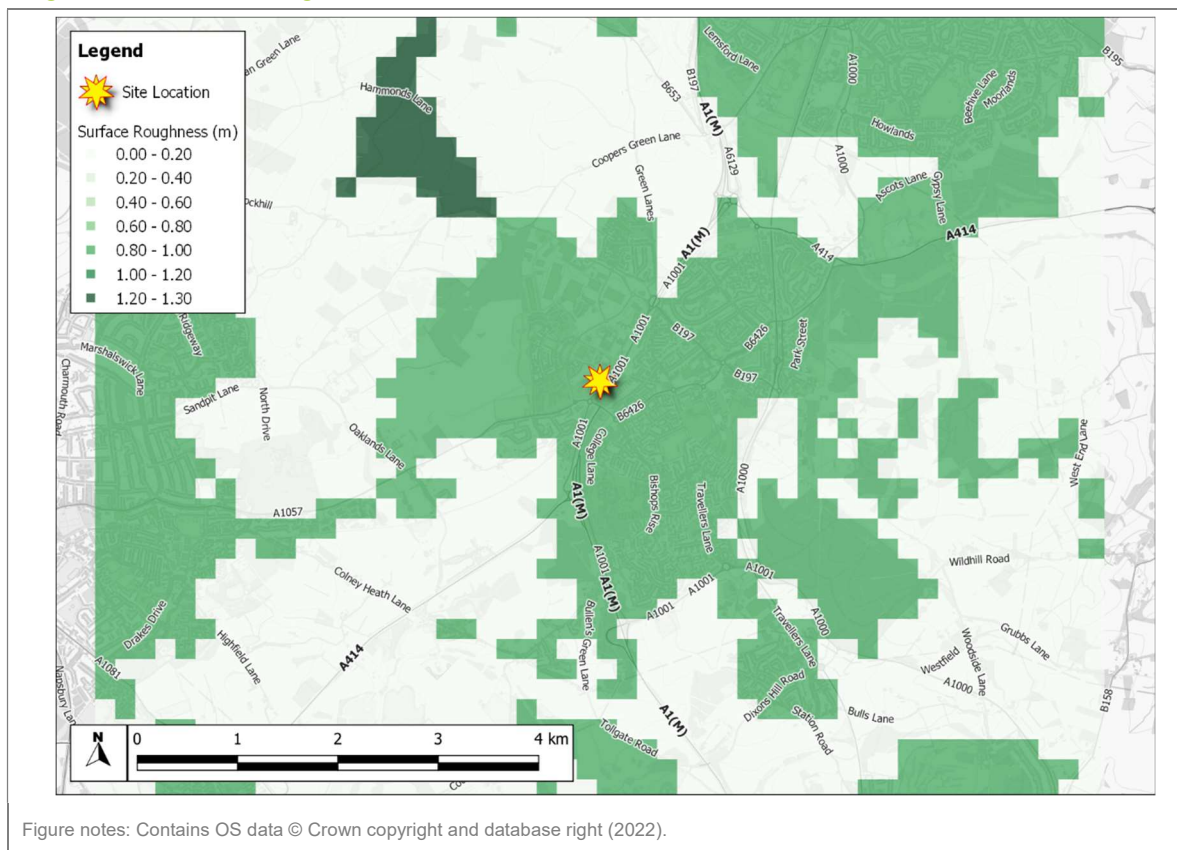 Legend
Site Location
Surface Roughness (m)
0.00 - 0.20
0.20 - 0.40
0.40 - 0.60
0.60 - 0.80
0.80 - 1.00
1.00 - 1.20
1.20 - 1.30
Green Lane
Hammonds Lane
Lemsford Lane
B197
B653
A1(M)
A1000
B195
Beehive Lane
Moorlands
Howlands
Coopers Green Lane
A6129
A1000
Green Lanes
Ascots Lane
Gypsy Lane
A414
A1(M)
A414
A1001
Ridgeway
Marshalswick Lane
Charmouth Road
Sandpit Lane
North Drive
Oaklands Lane
A1001
B197
B6426
Park Street
A1001
B197
B6426
A1001
College Lane
West End Lane
A1057
A1(M)
Bishops Rise
Travellers Lane
A1000
A1001
A1(M)
A1001
A1001
A1001
Wildhill Road
Colney Heath Lane
Drakes Drive
Highfield Lane
A414
A1081
Napsbury Lane
Bullen's Green Lane
Travellers Lane
A1000
Grubbs Lane
Woodside Lane
Westfield
A1000
B158
Dixons Hill Road
Station Road
Bulls Lane
A1(M)
Tollgate Road
N
0 1 2 3 4 km
Figure notes: Contains OS data © Crown copyright and database right (2022).